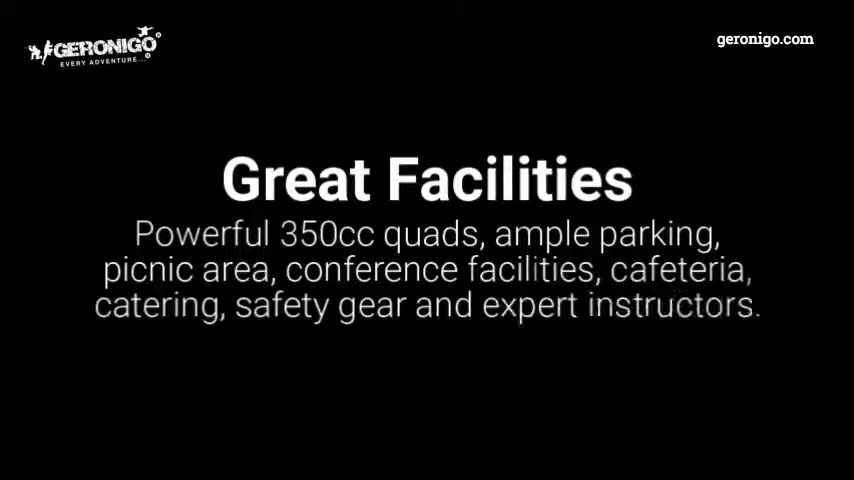 GERONIGO®
EVERY ADVENTURE...®
geronigo.com
Great Facilities
Powerful 350cc quads, ample parking,
picnic area, conference facilities, cafeteria,
catering, safety gear and expert instructors.